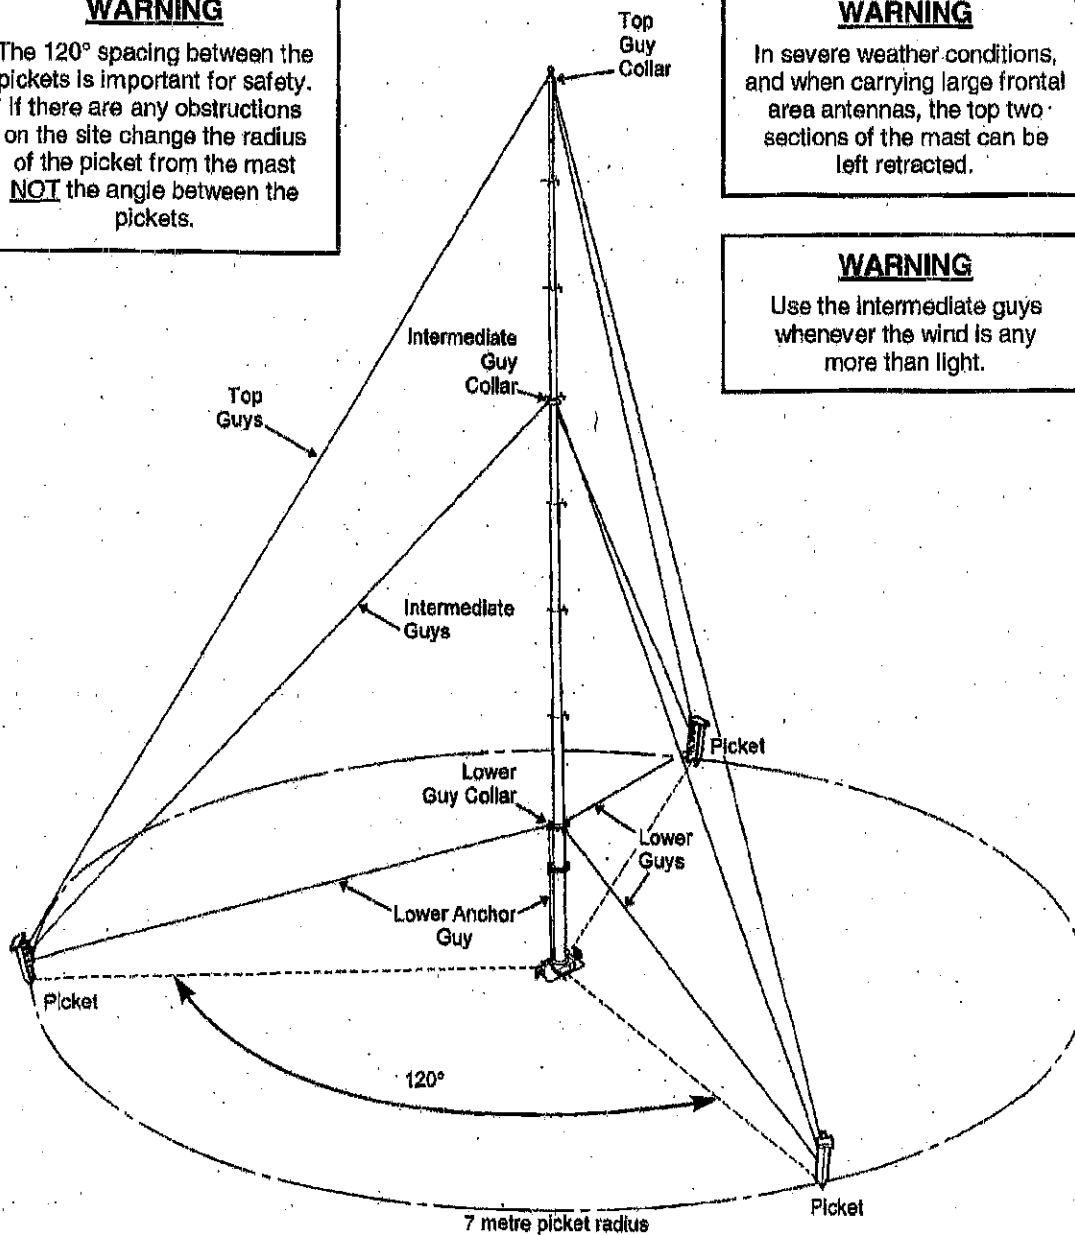 WARNING
The 120° spacing between the
pickets is important for safety.
If there are any obstructions
on the site change the radius
of the picket from the mast
NOT the angle between the
pickets.
Top
Guy
Collar
WARNING
In severe weather conditions,
and when carrying large frontal
area antennas, the top two
sections of the mast can be
left retracted.
WARNING
Use the intermediate guys
whenever the wind is any
more than light.
Intermediate
Guy
Collar
Top
Guys
Intermediate
Guys
Picket
Lower
Guy Collar
Lower
Guys
Lower Anchor
Guy
Picket
120°
Picket
7 metre picket radius